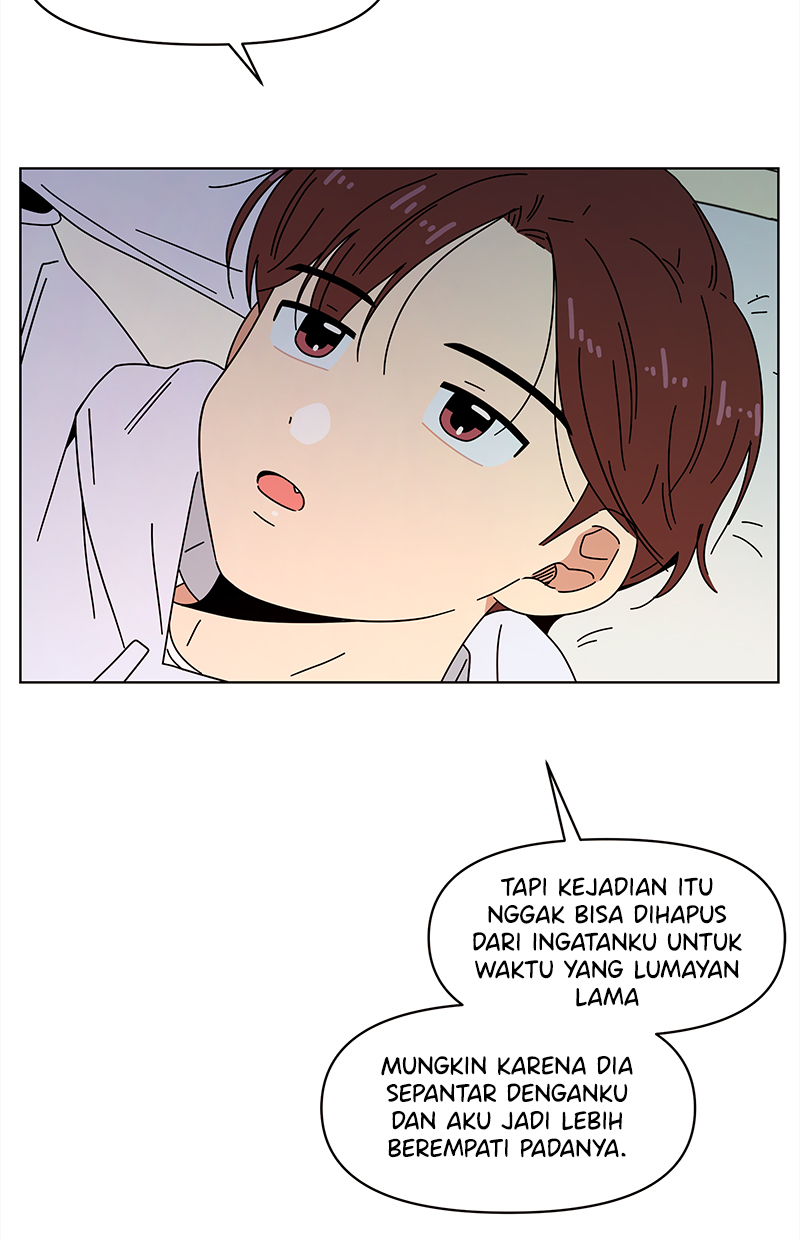 TAPI KEJADIAN ITU
NGGAK BISA DIHAPUS
DARI INGATANKU UNTUK
WAKTU YANG LUMAYAN
LAMA
MUNGKIN KARENA DIA
SEPANTAR DENGANKU
DAN AKU JADI LEBIH
BEREMPATI PADANYA.